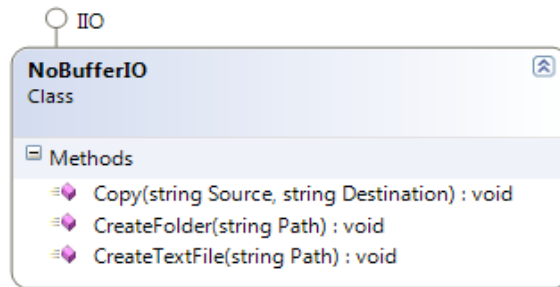 IIO
NoBufferIO
Class
Methods
Copy(string Source, string Destination) : void
CreateFolder(string Path) : void
CreateTextFile(string Path) : void